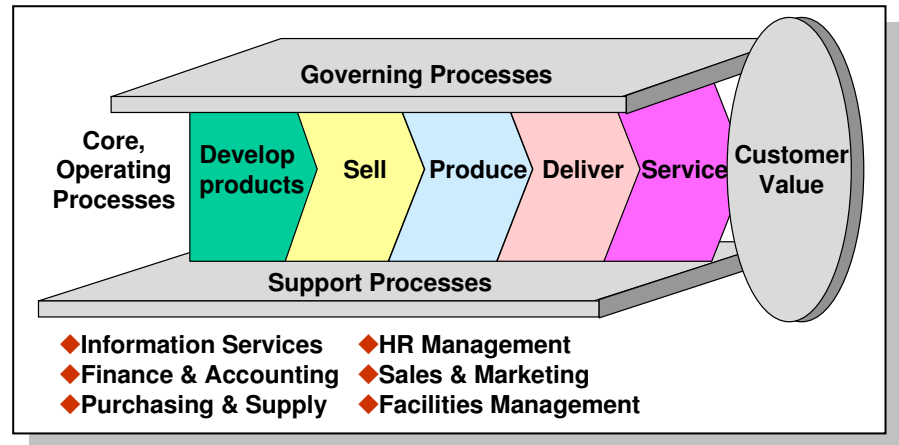 Governing Processes
Core,
Operating
Processes
Develop
products
Sell
Produce
Deliver
Service
Customer
Value
Support Processes
◆Information Services
◆Finance & Accounting
◆Purchasing & Supply
◆HR Management
◆Sales & Marketing
◆Facilities Management